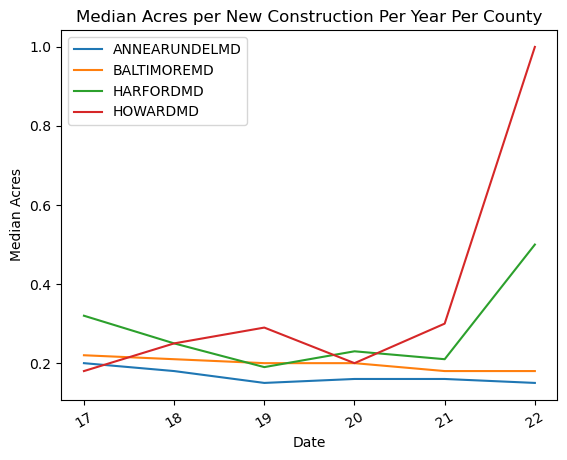 Median Acres per New Construction Per Year Per County
ANNEARUNDELMD
BALTIMOREMD
HARFORDMD
HOWARDMD
1.0
0.8
0.6
0.4
0.2
Median Acres
17
18
19
20
21
22
Date